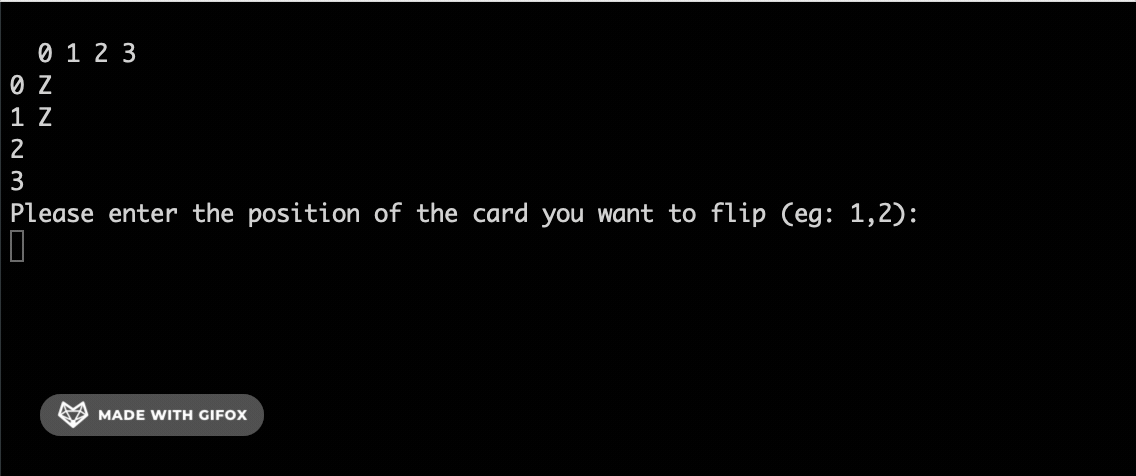 0 1 2 3
0 Z
1 Z
2
3
Please enter the position of the card you want to flip (eg: 1,2):
MADE WITH GIFOX